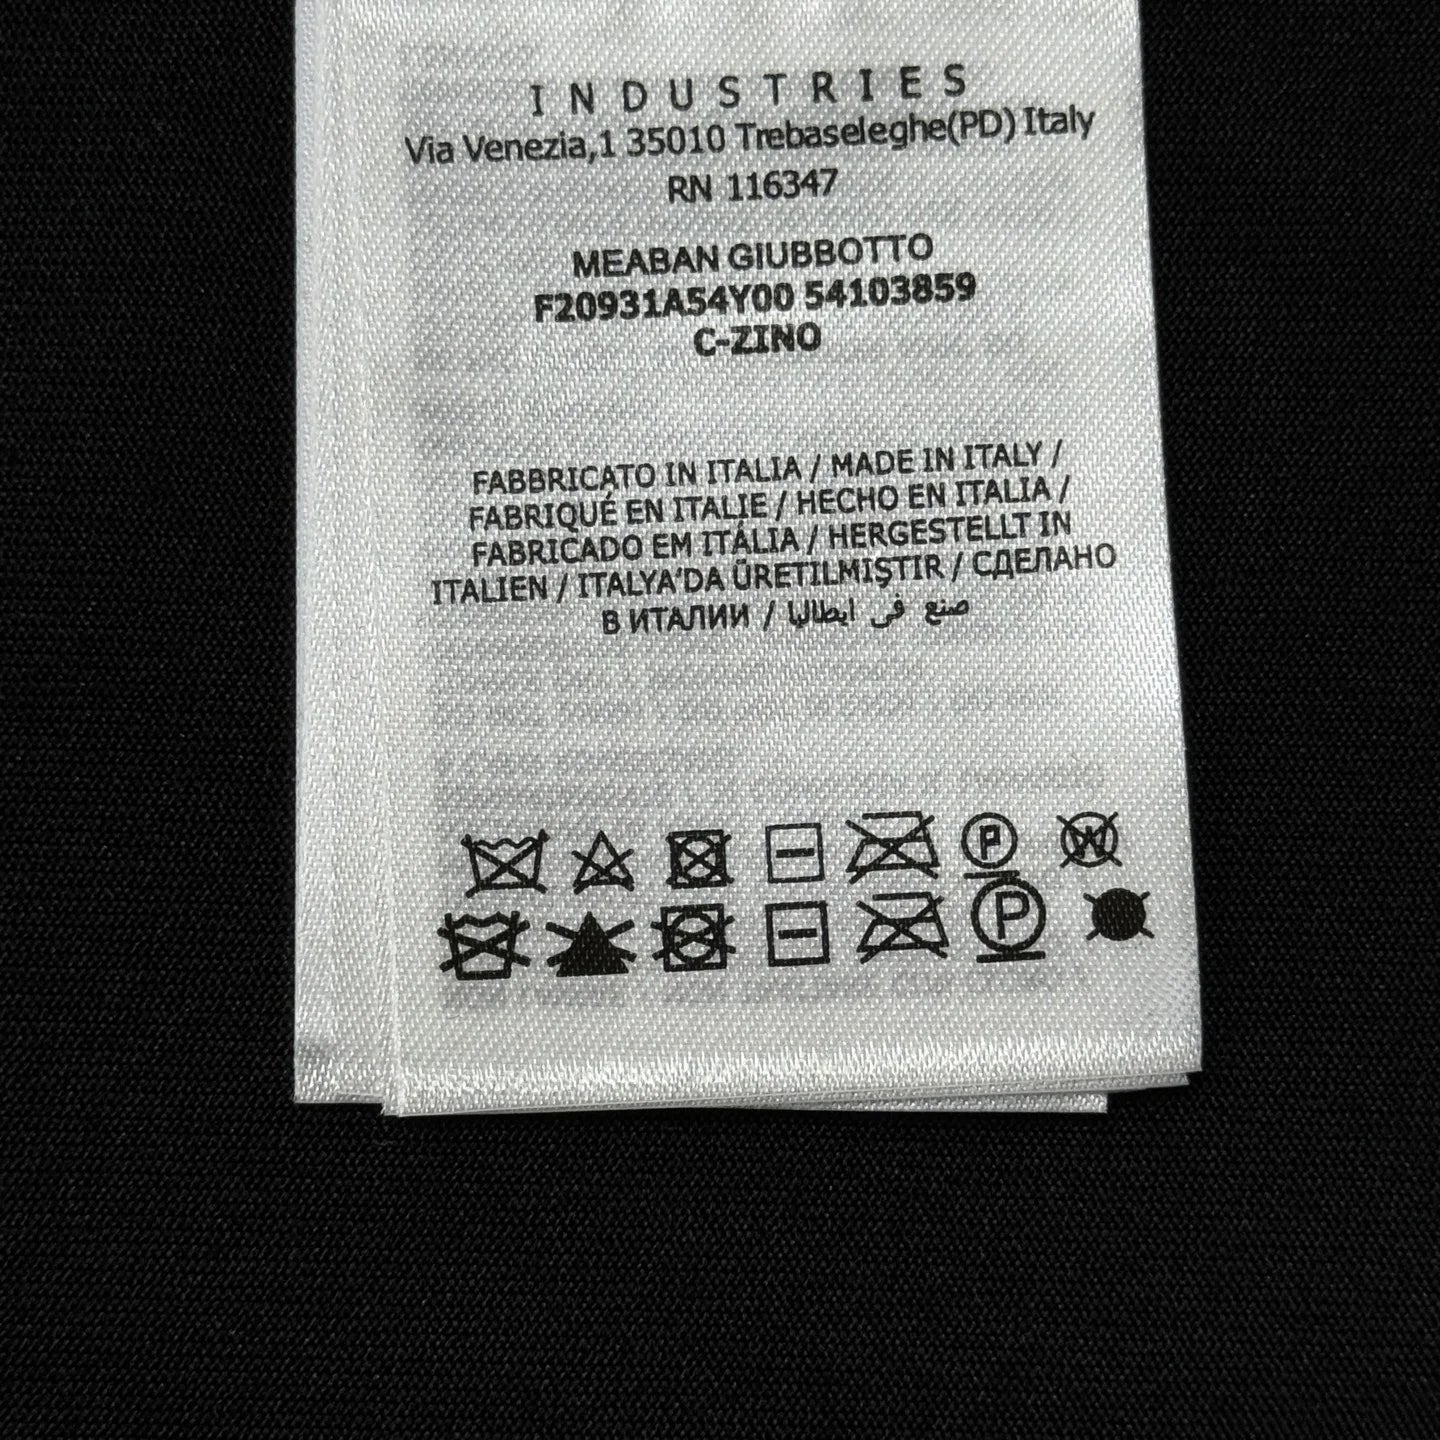 INDUSTRIES
Via Venezia,1 35010 Trebaseleghe(PD) Italy
RN 116347
MEABAN GIUBBOTTO
F20931A54Y00 54103859
C-ZINO
FABBRICATO IN ITALIA / MADE IN ITALY /
FABRIQUÉ EN ITALIE / HECHO EN ITALIA /
FABRICADO EM ITÁLIA / HERGESTELLT IN
ITALIEN / ITALYA'DA ÜRETILMIŞTIR / СДЕЛАНО
В ИТАЛИИ / صنع في ايطاليا
P W
P